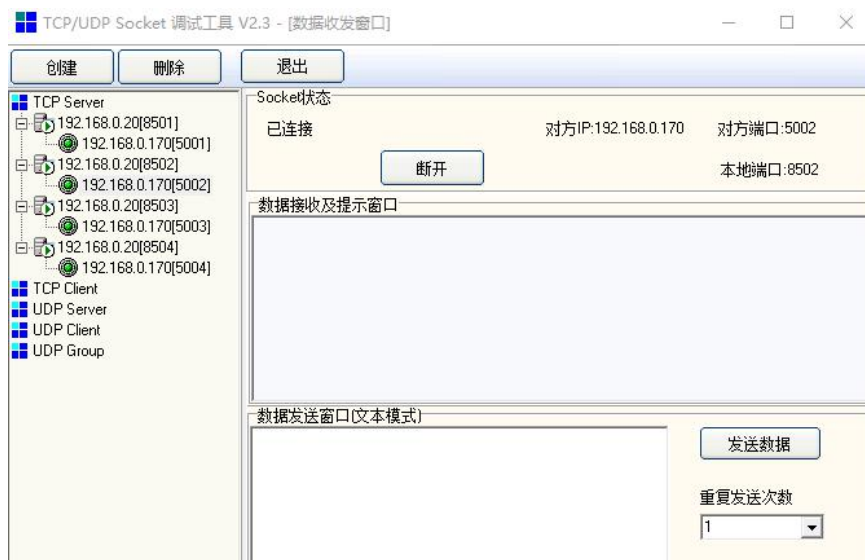 TCP/UDP Socket 调试工具 V2.3 - [数据收发窗口]
创建 删除 退出
TCP Server
192.168.0.20[8501]
192.168.0.170[5001]
192.168.0.20[8502]
192.168.0.170[5002]
192.168.0.20[8503]
192.168.0.170[5003]
192.168.0.20[8504]
192.168.0.170[5004]
TCP Client
UDP Server
UDP Client
UDP Group
Socket状态
已连接 对方IP:192.168.0.170 对方端口:5002
断开 本地端口:8502
数据接收及提示窗口
数据发送窗口(文本模式)
发送数据
重复发送次数
1